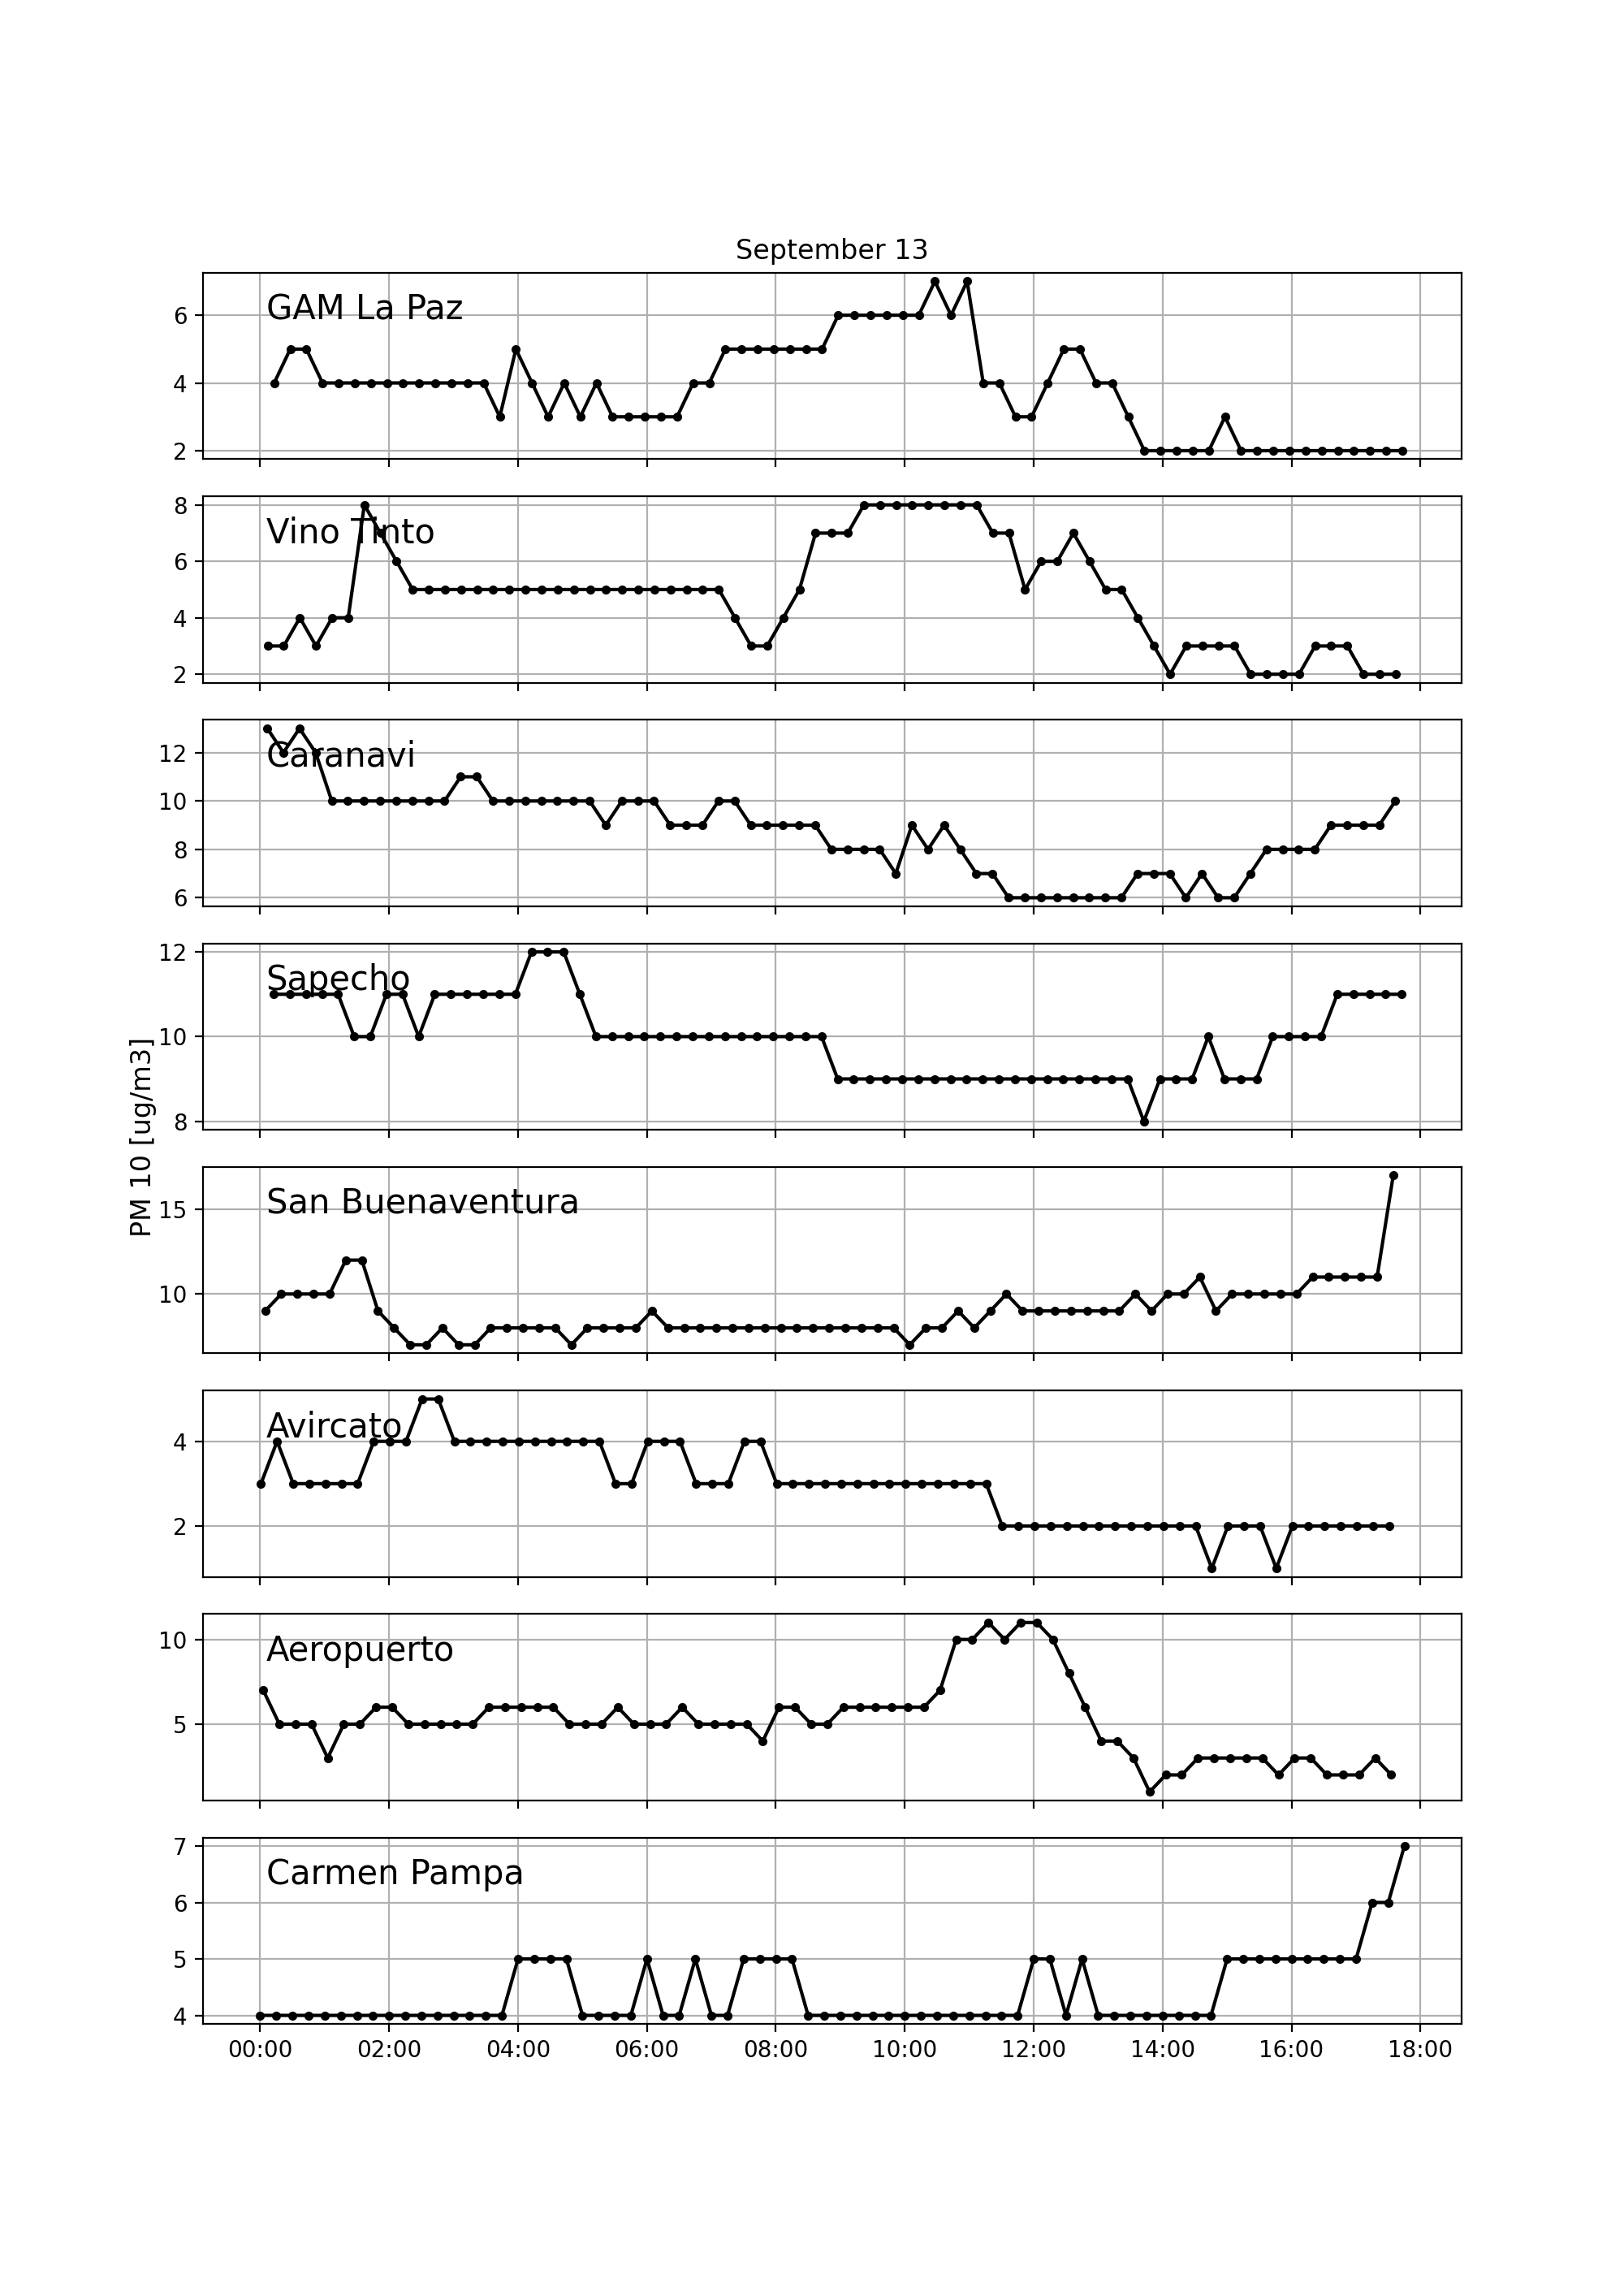 September 13
GAM La Paz
6
4
2
Vino Tinto
8
6
4
2
Caranavi
12
10
8
6
Sapecho
12
10
8
PM 10 [ug/m3]
San Buenaventura
15
10
Avircato
4
2
Aeropuerto
10
5
Carmen Pampa
7
6
5
4
00:00 02:00 04:00 06:00 08:00 10:00 12:00 14:00 16:00 18:00